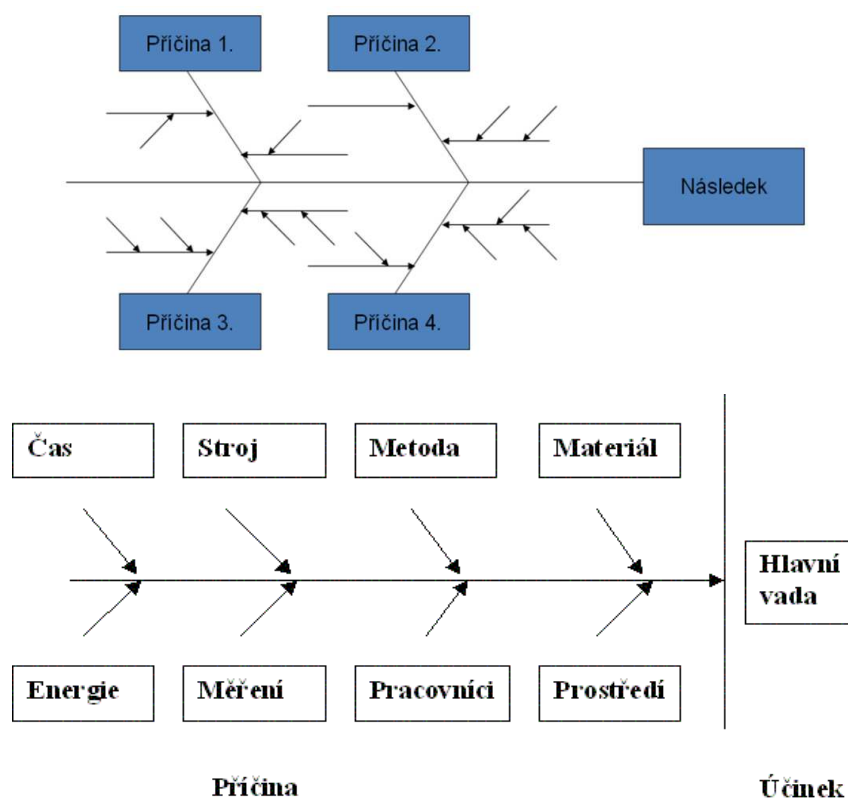 Příčina 1.
Příčina 2.
Následek
Příčina 3.
Příčina 4.
Čas
Stroj
Metoda
Materiál
Hlavní
vada
Energie
Měření
Pracovníci
Prostředí
Příčina
Účinek